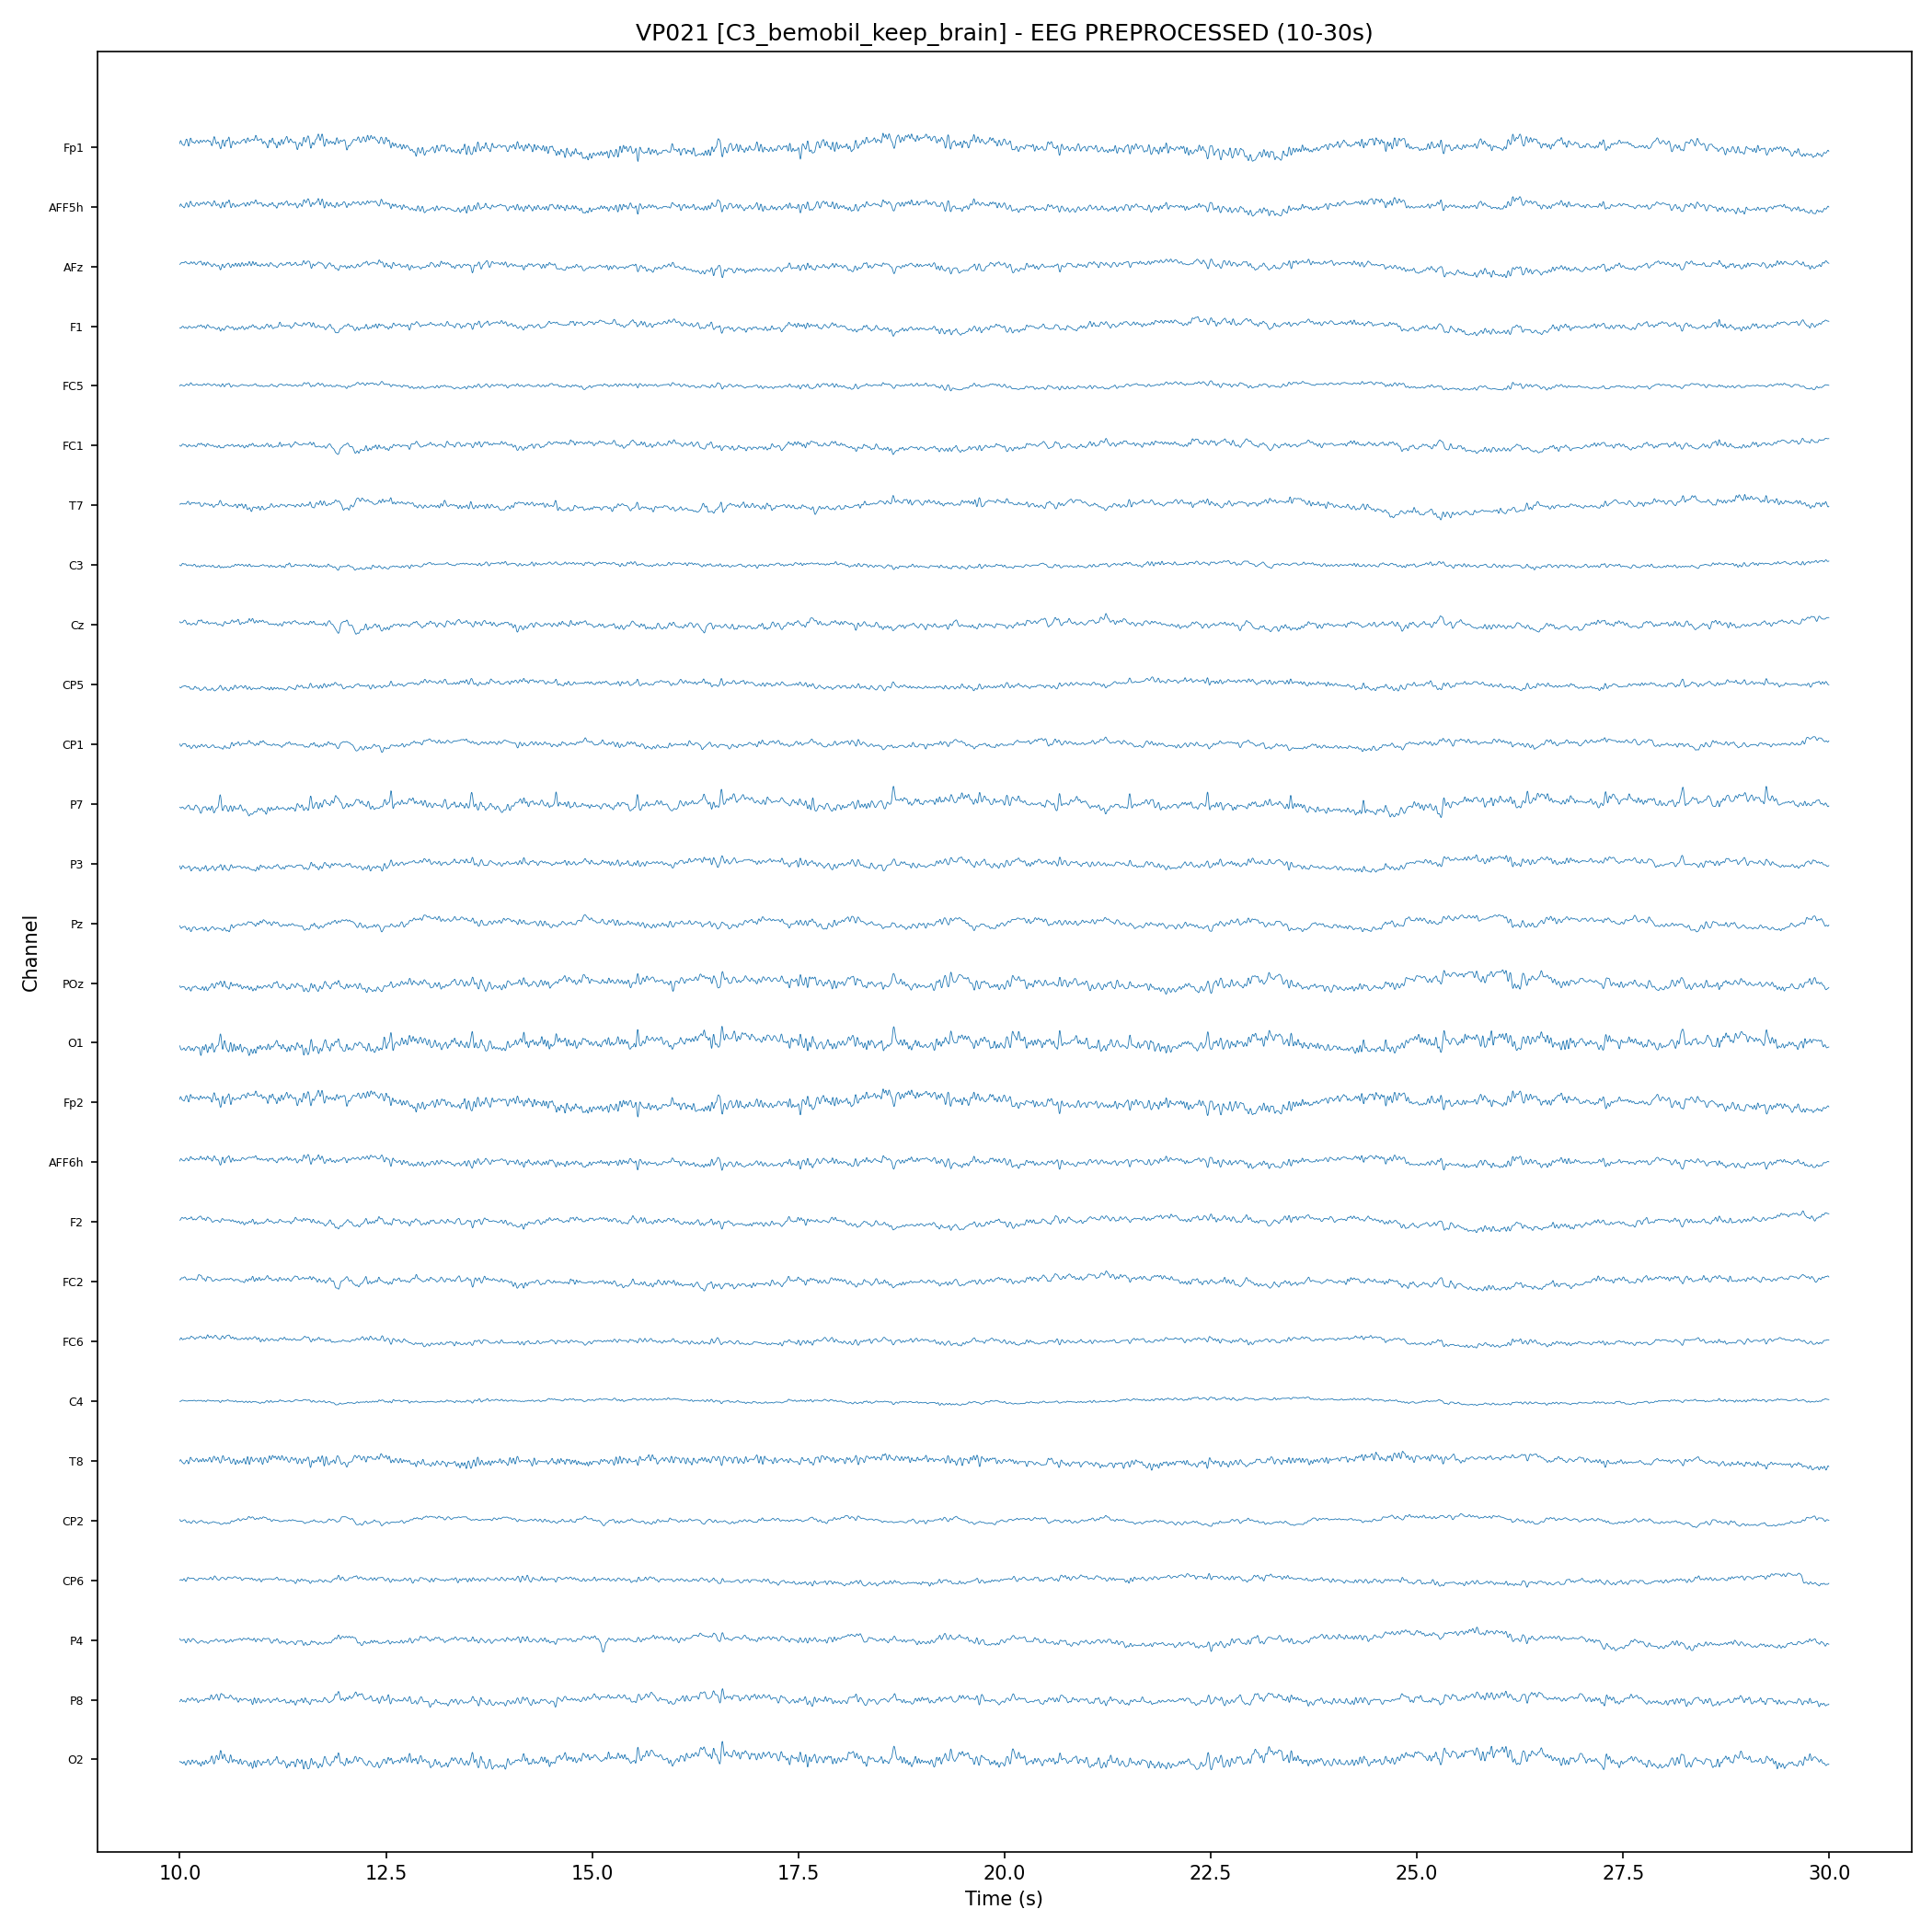 VP021 [C3_bemobil_keep_brain] - EEG PREPROCESSED (10-30s)
Fp1
AFF5h
AFz
F1
FC5
FC1
T7
C3
Cz
CP5
CP1
P7
P3
Pz
POz
O1
Fp2
AFF6h
F2
FC2
FC6
C4
T8
CP2
CP6
P4
P8
O2
Channel
10.0 12.5 15.0 17.5 20.0 22.5 25.0 27.5 30.0
Time (s)